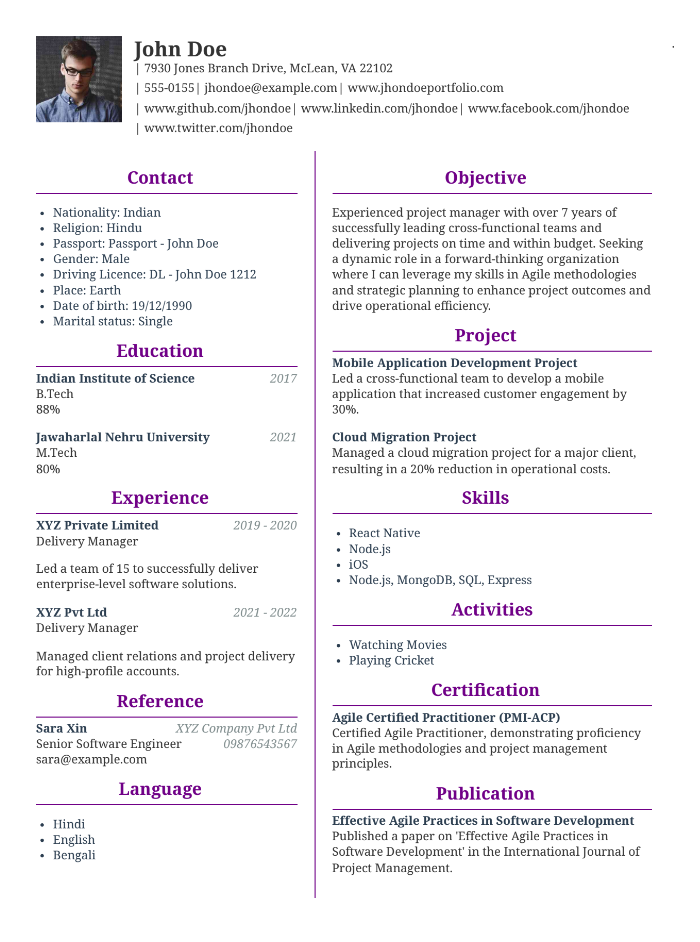 John Doe
| 7930 Jones Branch Drive, McLean, VA 22102
| 555-0155| jhondoe@example.com| www.jhondoeportfolio.com
| www.github.com/jhondoe| www.linkedin.com/jhondoe| www.facebook.com/jhondoe
| www.twitter.com/jhondoe
Contact
• Nationality: Indian
• Religion: Hindu
• Passport: Passport - John Doe
• Gender: Male
• Driving Licence: DL - John Doe 1212
• Place: Earth
• Date of birth: 19/12/1990
• Marital status: Single
Education
Indian Institute of Science 2017
B.Tech
88%
Jawaharlal Nehru University 2021
M.Tech
80%
Experience
XYZ Private Limited 2019 - 2020
Delivery Manager
Led a team of 15 to successfully deliver
enterprise-level software solutions.
XYZ Pvt Ltd 2021 - 2022
Delivery Manager
Managed client relations and project delivery
for high-profile accounts.
Reference
Sara Xin XYZ Company Pvt Ltd
Senior Software Engineer 09876543567
sara@example.com
Language
• Hindi
• English
• Bengali
Objective
Experienced project manager with over 7 years of
successfully leading cross-functional teams and
delivering projects on time and within budget. Seeking
a dynamic role in a forward-thinking organization
where I can leverage my skills in Agile methodologies
and strategic planning to enhance project outcomes and
drive operational efficiency.
Project
Mobile Application Development Project
Led a cross-functional team to develop a mobile
application that increased customer engagement by
30%.
Cloud Migration Project
Managed a cloud migration project for a major client,
resulting in a 20% reduction in operational costs.
Skills
• React Native
• Node.js
• iOS
• Node.js, MongoDB, SQL, Express
Activities
• Watching Movies
• Playing Cricket
Certification
Agile Certified Practitioner (PMI-ACP)
Certified Agile Practitioner, demonstrating proficiency
in Agile methodologies and project management
principles.
Publication
Effective Agile Practices in Software Development
Published a paper on 'Effective Agile Practices in
Software Development' in the International Journal of
Project Management.